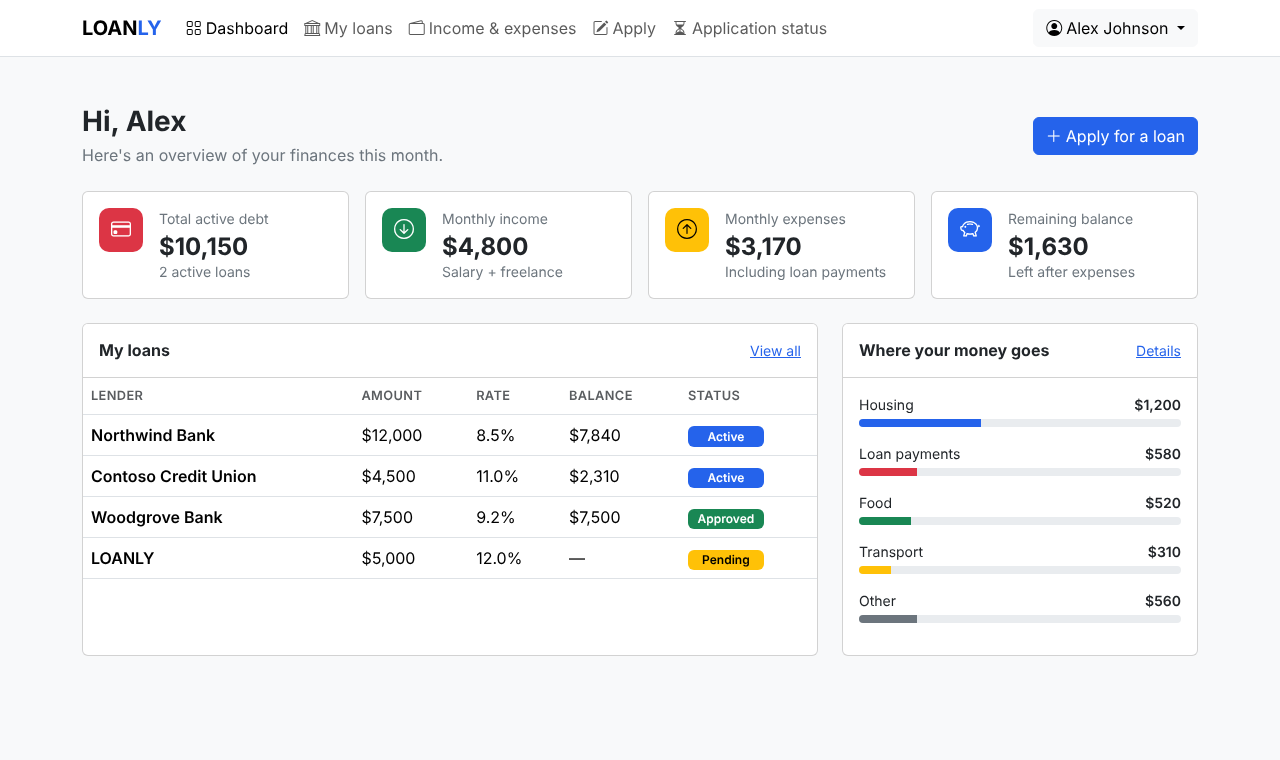 LOANLY Dashboard My loans Income & expenses Apply Application status Alex Johnson
Hi, Alex
Here's an overview of your finances this month.
+ Apply for a loan
Total active debt
$10,150
2 active loans
Monthly income
$4,800
Salary + freelance
Monthly expenses
$3,170
Including loan payments
Remaining balance
$1,630
Left after expenses
My loans View all
LENDER AMOUNT RATE BALANCE STATUS
Northwind Bank $12,000 8.5% $7,840 Active
Contoso Credit Union $4,500 11.0% $2,310 Active
Woodgrove Bank $7,500 9.2% $7,500 Approved
LOANLY $5,000 12.0% — Pending
Where your money goes Details
Housing $1,200
Loan payments $580
Food $520
Transport $310
Other $560